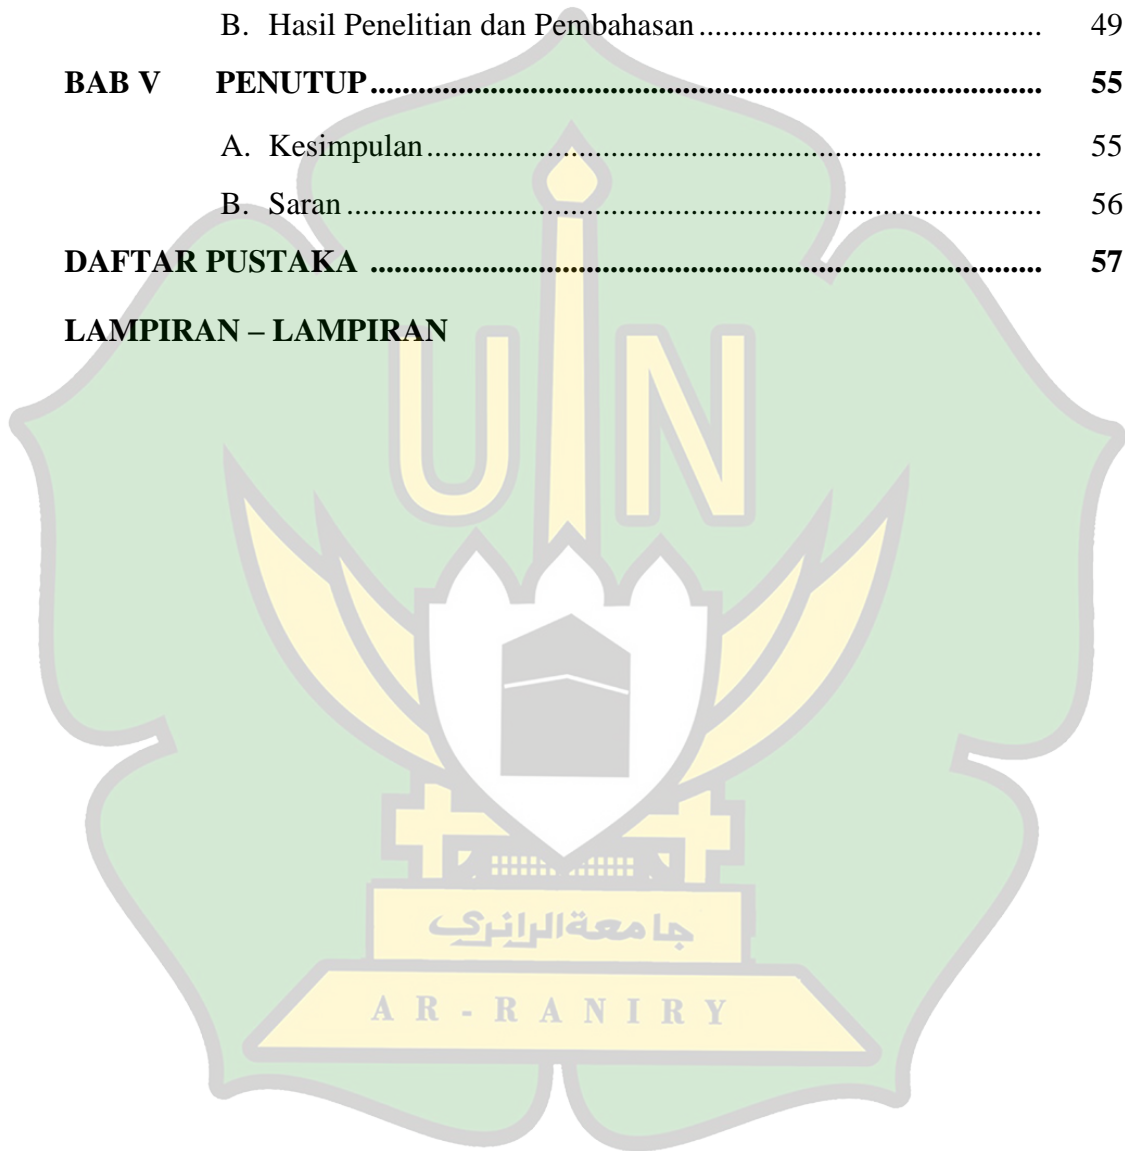 B. Hasil Penelitian dan Pembahasan ........................................... 49
BAB V PENUTUP .................................................................................... 55
A. Kesimpulan ............................................................................. 55
B. Saran ....................................................................................... 56
DAFTAR PUSTAKA .................................................................................... 57
LAMPIRAN – LAMPIRAN
UIN
جامعة الرانري
AR - RANIRY